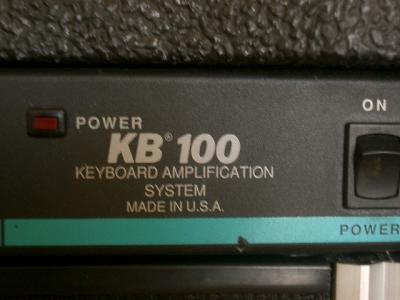 ON
POWER
KB® 100
KEYBOARD AMPLIFICATION
SYSTEM
MADE IN U.S.A.
POWER